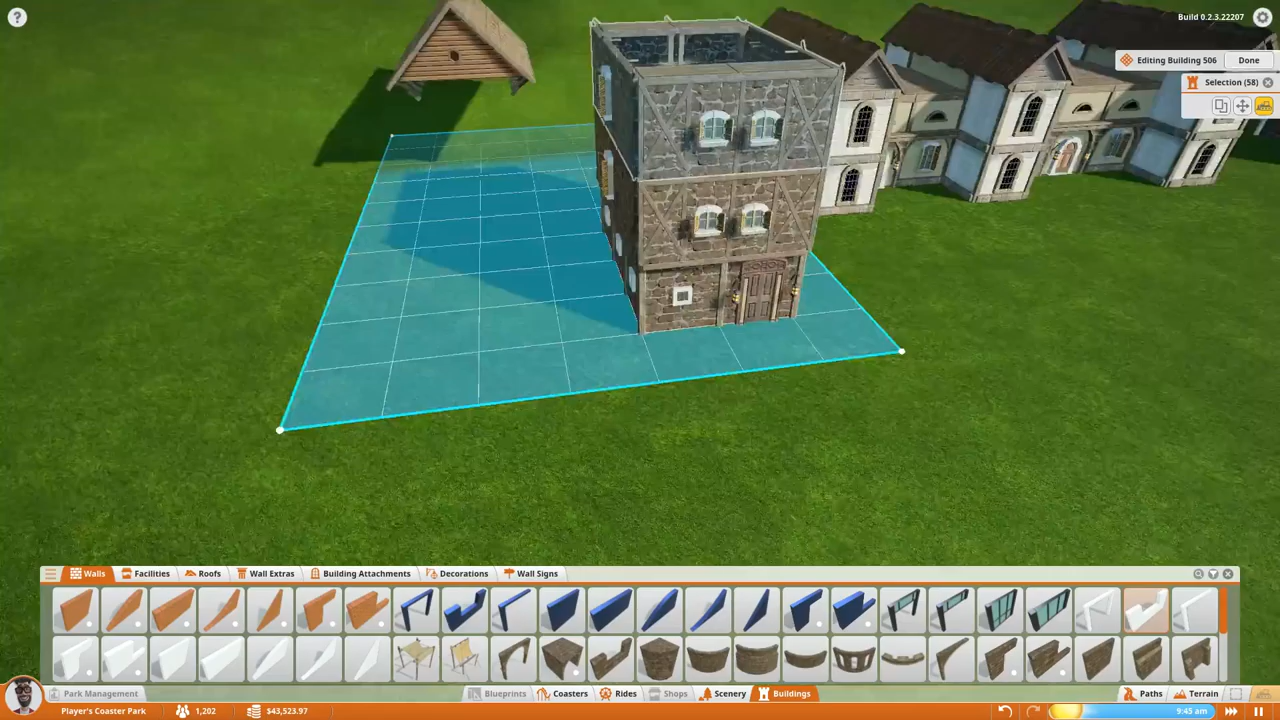 ?
Build 0.2.3.22207
Editing Building 506 Done
Selection (58)
Walls Facilities Roofs Wall Extras Building Attachments Decorations Wall Signs
Park Management Blueprints Coasters Rides Shops Scenery Buildings Paths Terrain
Player's Coaster Park 1,202 $43,523.97 9:45 am